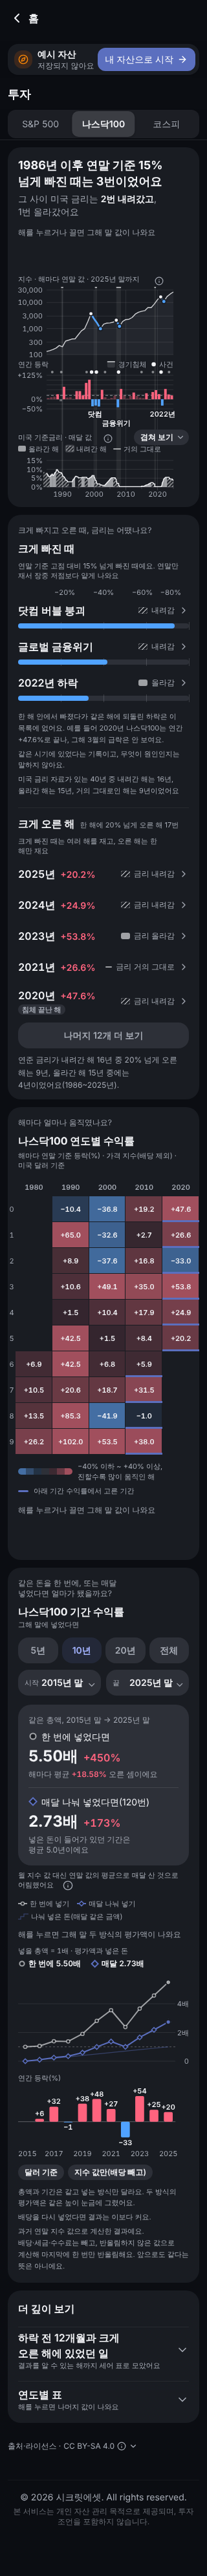 홈
예시 자산
저장되지 않아요
내 자산으로 시작
투자
S&P 500
나스닥100
코스피
1986년 이후 연말 기준 15%
넘게 빠진 때는 3번이었어요
그 사이 미국 금리는 2번 내려갔고,
1번 올라갔어요
해를 누르거나 끌면 그해 말 값이 나와요
지수 · 해마다 연말 값 · 2025년 말까지
30,000
10,000
3,000
1,000
300
100
연간 등락
경기침체
사건
+125%
0%
−50%
닷컴
2022년
금융위기
미국 기준금리 · 매달 값
겹쳐 보기
올라간 해
내려간 해
거의 그대로
15%
10%
5%
0%
1990
2000
2010
2020
크게 빠지고 오른 때, 금리는 어땠나요?
크게 빠진 때
연말 기준 고점 대비 15% 넘게 빠진 때예요. 연말만
재서 장중 저점보다 얕게 나와요
−20%
−40%
−60%
−80%
닷컴 버블 붕괴
내려감
글로벌 금융위기
내려감
2022년 하락
올라감
한 해 안에서 빠졌다가 같은 해에 되돌린 하락은 이
목록에 없어요. 예를 들어 2020년 나스닥100은 연간
+47.6%로 끝나, 그해 3월의 급락은 안 보여요.
같은 시기에 있었다는 기록이고, 무엇이 원인인지는
말하지 않아요.
미국 금리 자료가 있는 40년 중 내려간 해는 16년,
올라간 해는 15년, 거의 그대로인 해는 9년이었어요
크게 오른 해
한 해에 20% 넘게 오른 해 17번
크게 빠진 때는 여러 해를 재고, 오른 해는 한
해만 재요
2025년 +20.2%
금리 내려감
2024년 +24.9%
금리 내려감
2023년 +53.8%
금리 올라감
2021년 +26.6%
금리 거의 그대로
2020년 +47.6%
침체 끝난 해
금리 내려감
나머지 12개 더 보기
연준 금리가 내려간 해 16년 중 20% 넘게 오른
해는 9년, 올라간 해 15년 중에는
4년이었어요(1986~2025년).
해마다 얼마나 움직였나요?
나스닥100 연도별 수익률
해마다 연말 기준 등락(%) · 가격 지수(배당 제외) ·
미국 달러 기준
1980
1990
2000
2010
2020
0
−10.4
−36.8
+19.2
+47.6
1
+65.0
−32.6
+2.7
+26.6
2
+8.9
−37.6
+16.8
−33.0
3
+10.6
+49.1
+35.0
+53.8
4
+1.5
+10.4
+17.9
+24.9
5
+42.5
+1.5
+8.4
+20.2
6
+6.9
+42.5
+6.8
+5.9
7
+10.5
+20.6
+18.7
+31.5
8
+13.5
+85.3
−41.9
−1.0
9
+26.2
+102.0
+53.5
+38.0
−40% 이하 ~ +40% 이상,
진할수록 많이 움직인 해
아래 기간 수익률에서 고른 기간
해를 누르거나 끌면 그해 말 값이 나와요
같은 돈을 한 번에, 또는 매달
넣었다면 얼마가 됐을까요?
나스닥100 기간 수익률
그해 말에 넣었다면
5년
10년
20년
전체
시작 2015년 말
끝 2025년 말
같은 총액, 2015년 말 → 2025년 말
한 번에 넣었다면
5.50배 +450%
해마다 평균 +18.58% 오른 셈이에요
매달 나눠 넣었다면(120번)
2.73배 +173%
넣은 돈이 들어가 있던 기간은
평균 5.0년이에요
월 지수 값 대신 연말 값의 평균으로 매달 산 것으로
어림했어요
한 번에 넣기
매달 나눠 넣기
나눠 넣은 돈(매달 같은 금액)
해를 누르면 그해 말 두 방식의 평가액이 나와요
넣을 총액 = 1배 · 평가액과 넣은 돈
한 번에 5.50배
매달 2.73배
4배
2배
0
연간 등락(%)
+6
+32
−1
+38
+48
+27
−33
+54
+25
+20
2015
2017
2019
2021
2023
2025
달러 기준
지수 값만(배당 빼고)
총액과 기간은 같고 넣는 방식만 달라요. 두 방식의
평가액은 같은 높이 눈금에 그렸어요.
배당을 다시 넣었다면 결과는 이보다 커요.
과거 연말 지수 값으로 계산한 결과예요.
배당·세금·수수료는 빼고, 반올림하지 않은 값으로
계산해 마지막에 한 번만 반올림해요. 앞으로도 같다는
뜻은 아니에요.
더 깊이 보기
하락 전 12개월과 크게
오른 해에 있었던 일
결과를 알 수 있는 해까지 세어 표로 모았어요
연도별 표
해를 누르면 나머지 값이 나와요
출처·라이선스 · CC BY-SA 4.0
© 2026 시크릿에셋. All rights reserved.
본 서비스는 개인 자산 관리 목적으로 제공되며, 투자
조언을 포함하지 않습니다.